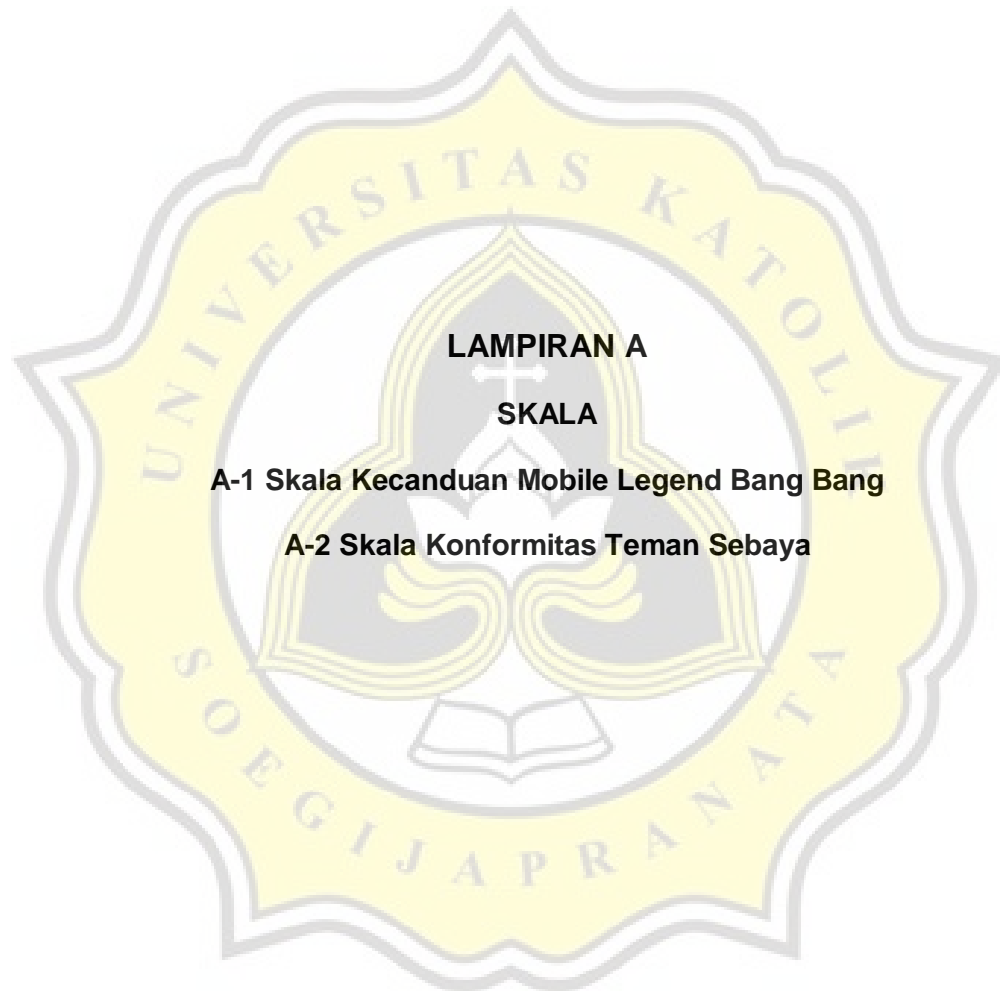 UNIVERSITAS KATOLIK
LAMPIRAN A
SKALA
A-1 Skala Kecanduan Mobile Legend Bang Bang
A-2 Skala Konformitas Teman Sebaya
SOEGIJAPRANATA